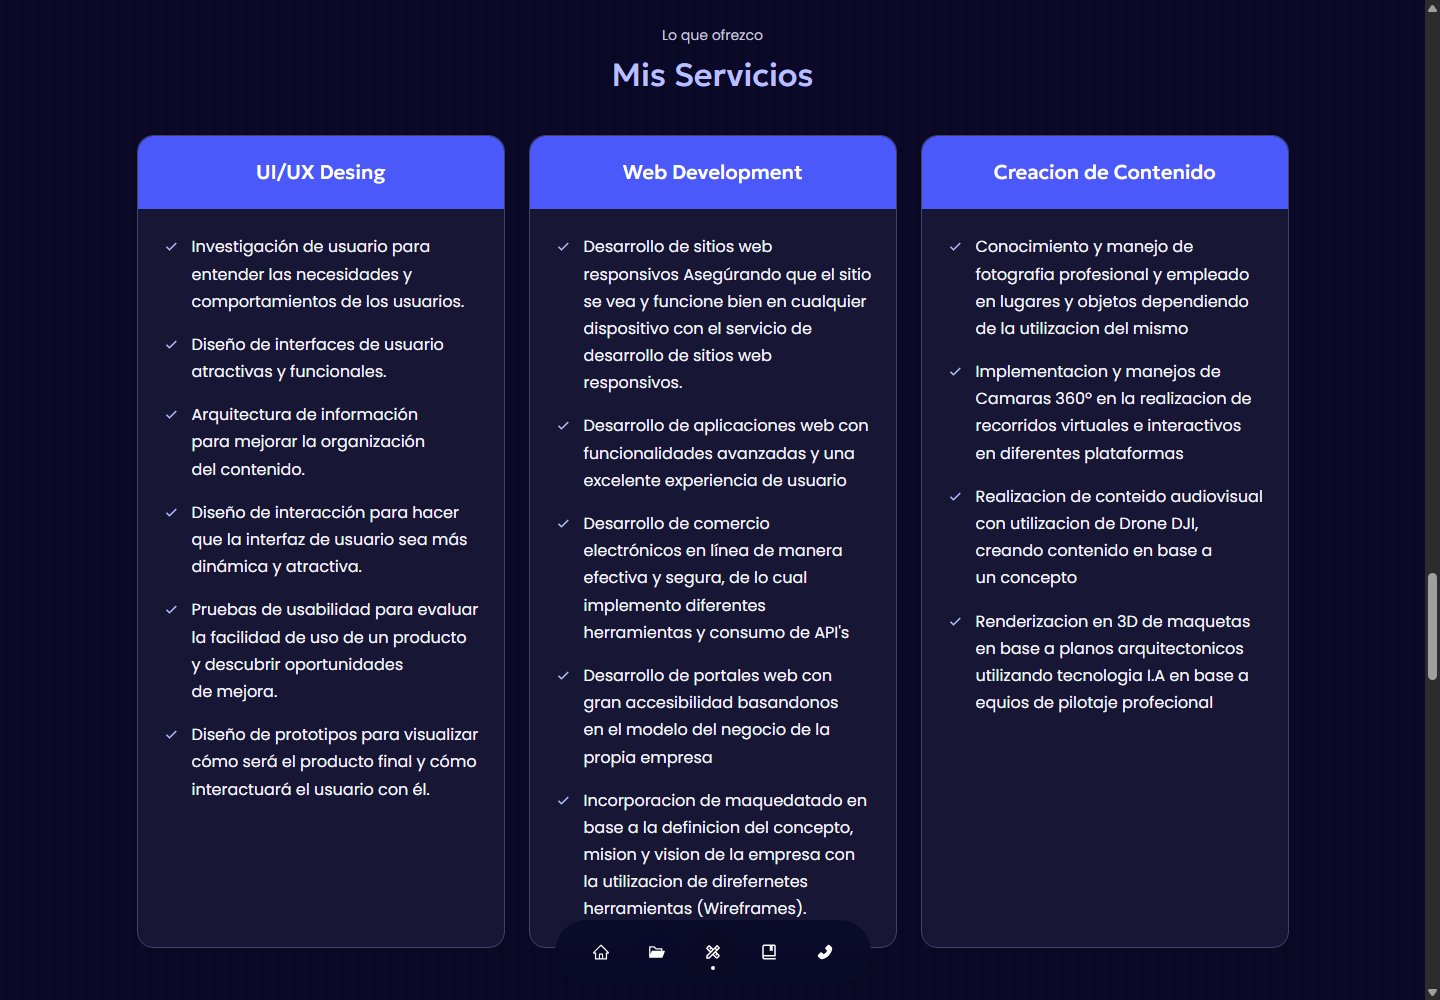 Lo que ofrezco
Mis Servicios
UI/UX Desing
Investigación de usuario para
entender las necesidades y
comportamientos de los usuarios.
Diseño de interfaces de usuario
atractivas y funcionales.
Arquitectura de información
para mejorar la organización
del contenido.
Diseño de interacción para hacer
que la interfaz de usuario sea más
dinámica y atractiva.
Pruebas de usabilidad para evaluar
la facilidad de uso de un producto
y descubrir oportunidades
de mejora.
Diseño de prototipos para visualizar
cómo será el producto final y cómo
interactuará el usuario con él.
Web Development
Desarrollo de sitios web
responsivos Asegúrando que el sitio
se vea y funcione bien en cualquier
dispositivo con el servicio de
desarrollo de sitios web
responsivos.
Desarrollo de aplicaciones web con
funcionalidades avanzadas y una
excelente experiencia de usuario
Desarrollo de comercio
electrónicos en línea de manera
efectiva y segura, de lo cual
implemento diferentes
herramientas y consumo de API's
Desarrollo de portales web con
gran accesibilidad basandonos
en el modelo del negocio de la
propia empresa
Incorporacion de maquedatado en
base a la definicion del concepto,
mision y vision de la empresa con
la utilizacion de direfernetes
herramientas (Wireframes).
Creacion de Contenido
Conocimiento y manejo de
fotografia profesional y empleado
en lugares y objetos dependiendo
de la utilizacion del mismo
Implementacion y manejos de
Camaras 360° en la realizacion de
recorridos virtuales e interactivos
en diferentes plataformas
Realizacion de conteido audiovisual
con utilizacion de Drone DJI,
creando contenido en base a
un concepto
Renderizacion en 3D de maquetas
en base a planos arquitectonicos
utilizando tecnologia I.A en base a
equios de pilotaje profecional